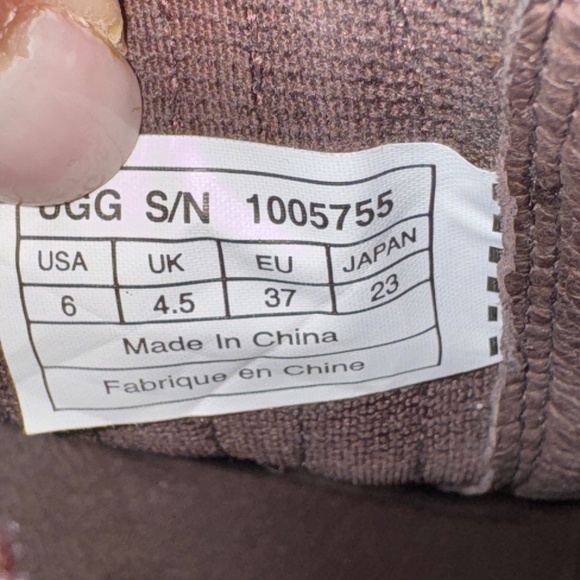 UGG S/N 1005755
USA UK EU JAPAN
6 4.5 37 23
Made In China
Fabrique en Chine